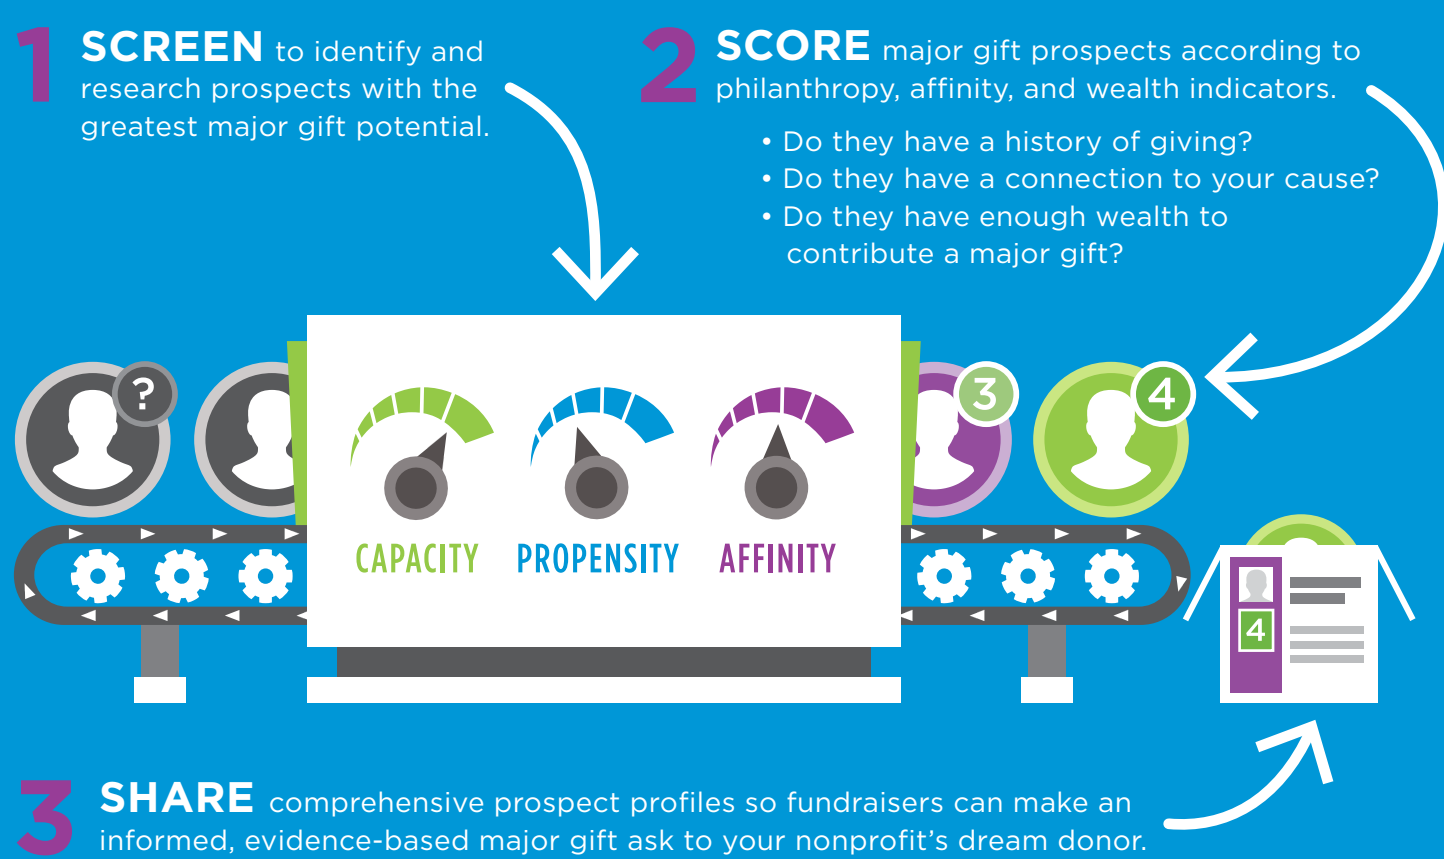 1
SCREEN to identify and
research prospects with the
greatest major gift potential.
2
SCORE major gift prospects according to
philanthropy, affinity, and wealth indicators.
• Do they have a history of giving?
• Do they have a connection to your cause?
• Do they have enough wealth to
contribute a major gift?
?
3
4
CAPACITY
PROPENSITY
AFFINITY
4
3
SHARE comprehensive prospect profiles so fundraisers can make an
informed, evidence-based major gift ask to your nonprofit's dream donor.